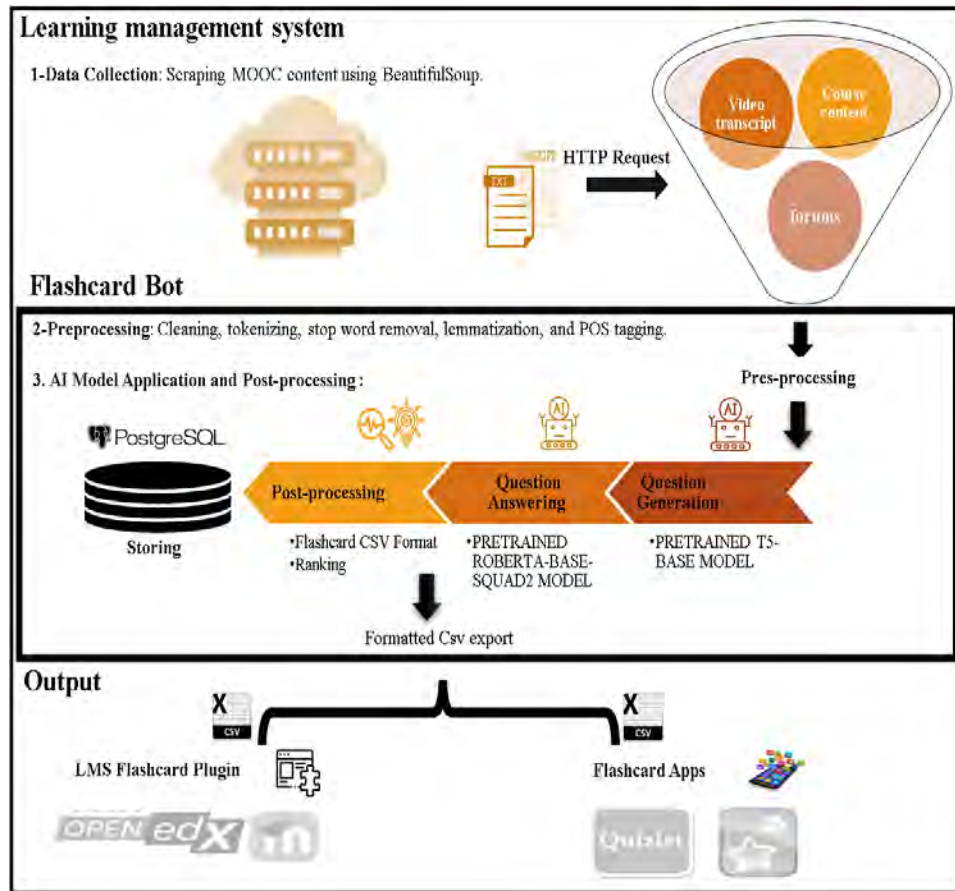 Learning management system
1-Data Collection: Scraping MOOC content using BeautifulSoup.
Video
transcript
Course
content
HTTP Request
TXT
forums
Flashcard Bot
2-Preprocessing: Cleaning, tokenizing, stop word removal, lemmatization, and POS tagging.
Pres-processing
3. AI Model Application and Post-processing :
AI
AI
PostgreSQL
Post-processing
Question
Answering
Question
Generation
Storing
•Flashcard CSV Format
•Ranking
•PRETRAINED
ROBERTA-BASE-
SQUAD2 MODEL
•PRETRAINED T5-
BASE MODEL
Formatted Csv export
Output
X
CSV
X
CSV
LMS Flashcard Plugin
Flashcard Apps
OPEN edX
Quizlet